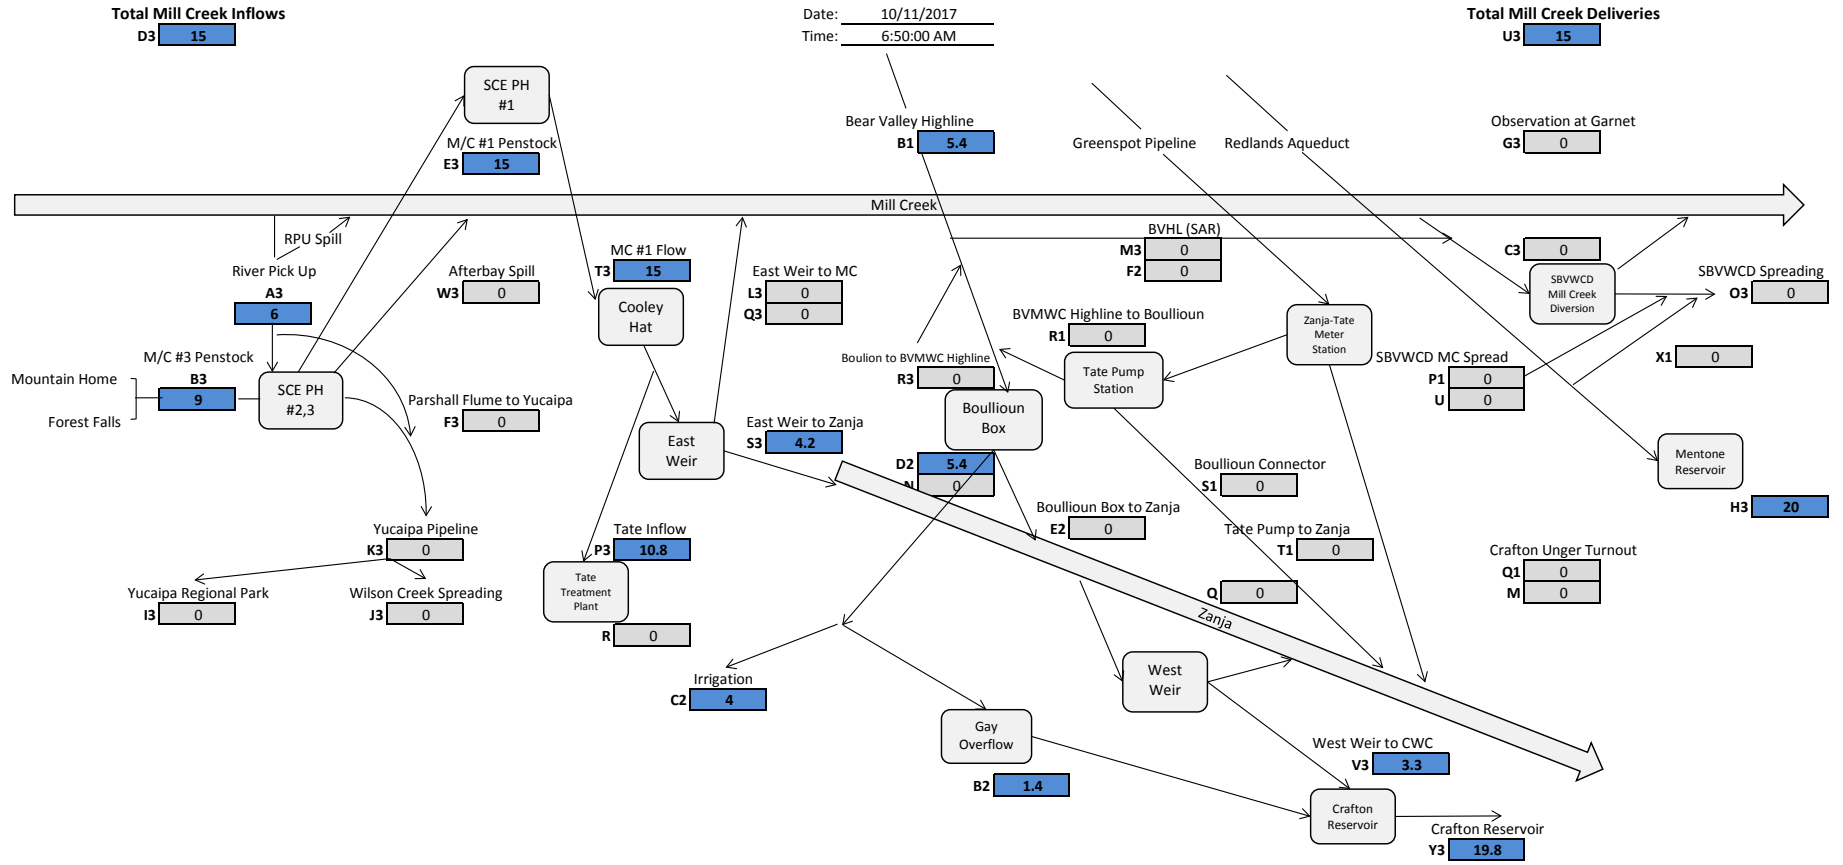 Total Mill Creek Inflows
D3 15
Date: 10/11/2017
Time: 6:50:00 AM
Total Mill Creek Deliveries
U3 15
SCE PH
#1
M/C #1 Penstock
E3 15
Bear Valley Highline
B1 5.4
Greenspot Pipeline
Redlands Aqueduct
Observation at Garnet
G3 0
Mill Creek
RPU Spill
River Pick Up
A3
6
Afterbay Spill
W3 0
MC #1 Flow
T3 15
Cooley
Hat
East Weir to MC
L3 0
Q3 0
BVHL (SAR)
M3 0
F2 0
C3 0
SBVWCD
Mill Creek
Diversion
SBVWCD Spreading
O3 0
BVMWC Highline to Boullioun
R1 0
Zanja-Tate
Meter
Station
M/C #3 Penstock
B3
9
Mountain Home
Forest Falls
SCE PH
#2,3
Parshall Flume to Yucaipa
F3 0
Boulion to BVMWC Highline
R3 0
Tate Pump
Station
SBVWCD MC Spread
P1 0
U 0
X1 0
Boullioun
Box
East
Weir
East Weir to Zanja
S3 4.2
D2 5.4
N 0
Boullioun Connector
S1 0
Mentone
Reservoir
H3 20
Boullioun Box to Zanja
E2 0
Tate Pump to Zanja
T1 0
Yucaipa Pipeline
K3 0
Tate Inflow
P3 10.8
Tate
Treatment
Plant
R 0
Crafton Unger Turnout
Q1 0
M 0
Yucaipa Regional Park
I3 0
Wilson Creek Spreading
J3 0
Q 0
Zanja
Irrigation
C2 4
West
Weir
Gay
Overflow
B2 1.4
West Weir to CWC
V3 3.3
Crafton
Reservoir
Crafton Reservoir
Y3 19.8